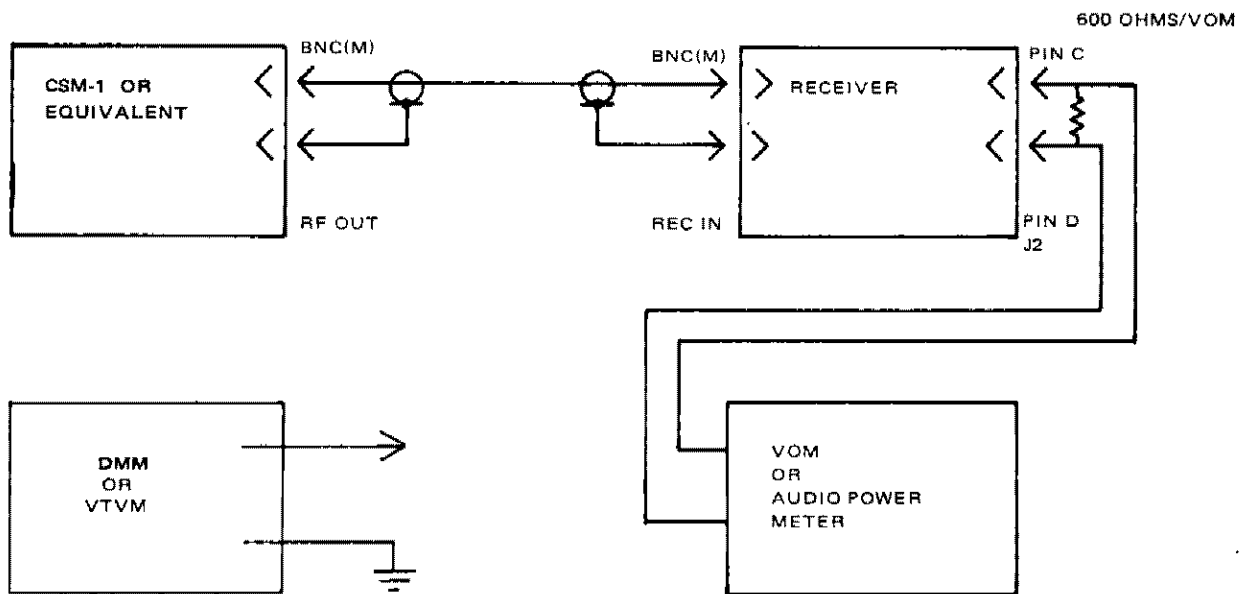 600 OHMS/VOM
BNC(M)
BNC(M)
PIN C
CSM-1 OR
EQUIVALENT
RECEIVER
RF OUT
REC IN
PIN D
J2
DMM
OR
VTVM
VOM
OR
AUDIO POWER
METER